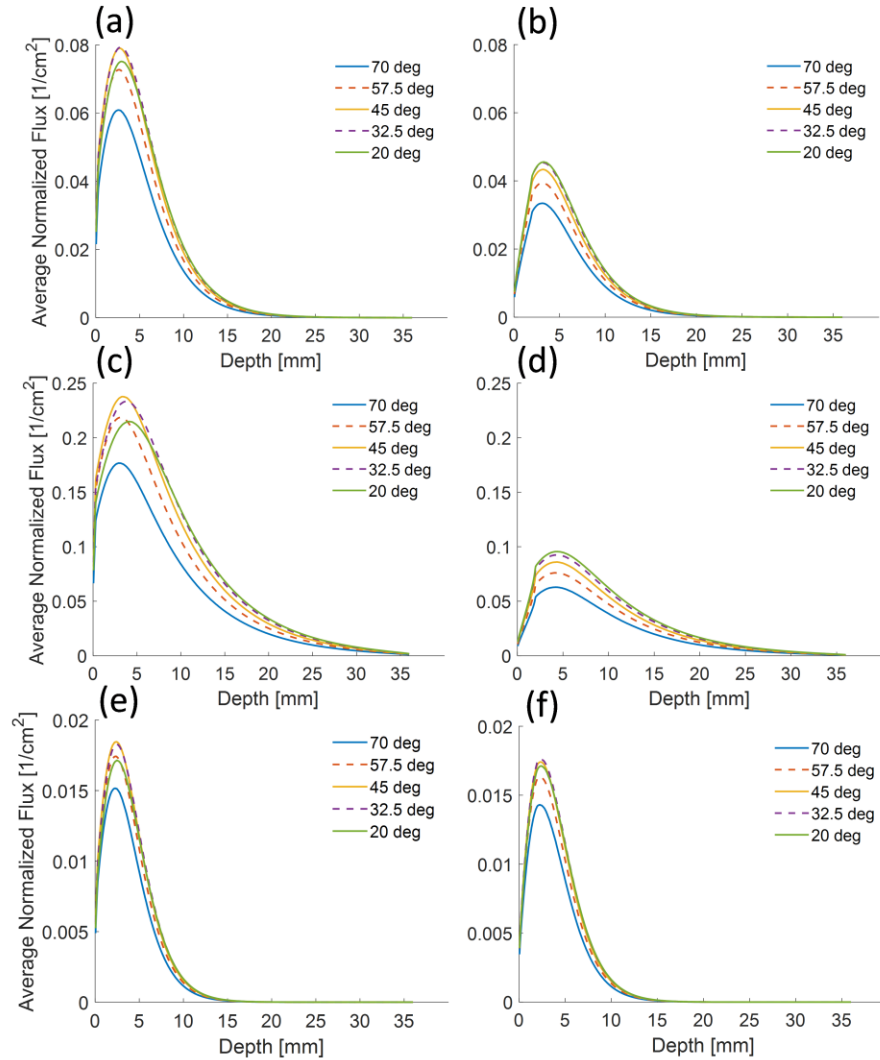 (a)
Average Normalized Flux [1/cm²]
0.08
0.06
0.04
0.02
0
0 5 10 15 20 25 30 35
Depth [mm]
70 deg
57.5 deg
45 deg
32.5 deg
20 deg
(b)
0.08
0.06
0.04
0.02
0
0 5 10 15 20 25 30 35
Depth [mm]
70 deg
57.5 deg
45 deg
32.5 deg
20 deg
(c)
Average Normalized Flux [1/cm²]
0.25
0.2
0.15
0.1
0.05
0
0 5 10 15 20 25 30 35
Depth [mm]
70 deg
57.5 deg
45 deg
32.5 deg
20 deg
(d)
0.25
0.2
0.15
0.1
0.05
0
0 5 10 15 20 25 30 35
Depth [mm]
70 deg
57.5 deg
45 deg
32.5 deg
20 deg
(e)
Average Normalized Flux [1/cm²]
0.02
0.015
0.01
0.005
0
0 5 10 15 20 25 30 35
Depth [mm]
70 deg
57.5 deg
45 deg
32.5 deg
20 deg
(f)
0.02
0.015
0.01
0.005
0
0 5 10 15 20 25 30 35
Depth [mm]
70 deg
57.5 deg
45 deg
32.5 deg
20 deg